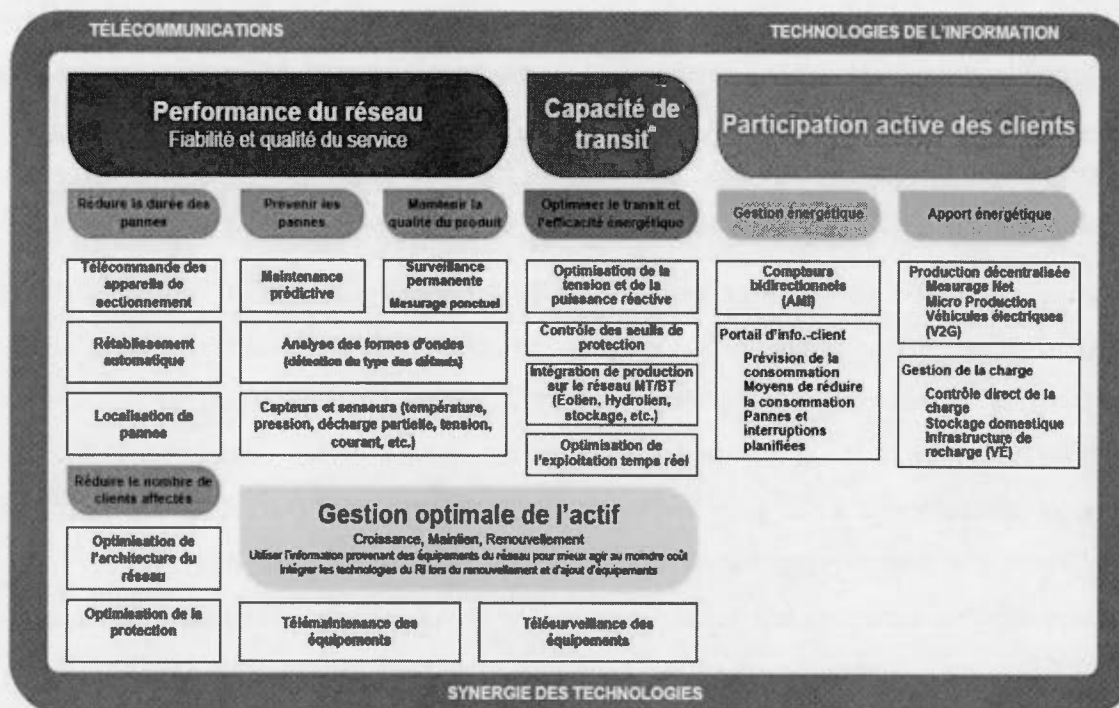 TÉLÉCOMMUNICATIONS
TECHNOLOGIES DE L'INFORMATION
Performance du réseau
Fiabilité et qualité du service
Capacité de
transit
Participation active des clients
Réduire la durée des
pannes
Prévenir les
pannes
Maintenir la
qualité du produit
Optimiser le transit et
l'efficacité énergétique
Gestion énergétique
Apport énergétique
Télécommande des
appareils de
sectionnement
Maintenance
prédictive
Surveillance
permanente
Mesurage ponctuel
Optimisation de la
tension et de la
puissance réactive
Compteurs
bidirectionnels
(AMI)
Production décentralisée
Mesurage Net
Micro Production
Véhicules électriques
(V2G)
Rétablissement
automatique
Analyse des formes d'ondes
(détection du type des défauts)
Contrôle des seuils de
protection
Portail d'info.-client
Prévision de la
consommation
Moyens de réduire
la consommation
Pannes et
interruptions
planifiées
Gestion de la charge
Contrôle direct de la
charge
Stockage domestique
Infrastructure de
recharge (VÉ)
Localisation de
pannes
Capteurs et senseurs (température,
pression, décharge partielle, tension,
courant, etc.)
Intégration de production
sur le réseau MT/BT
(Éolien, Hydrolien,
stockage, etc.)
Optimisation de
l'exploitation temps réel
Réduire le nombre de
clients affectés
Gestion optimale de l'actif
Croissance, Maintien, Renouvellement
Utiliser l'information provenant des équipements du réseau pour mieux agir au moindre coût
Intégrer les technologies du RI lors du renouvellement et d'ajout d'équipements
Optimisation de
l'architecture du
réseau
Optimisation de la
protection
Télémaintenance des
équipements
Télésurveillance des
équipements
SYNERGIE DES TECHNOLOGIES